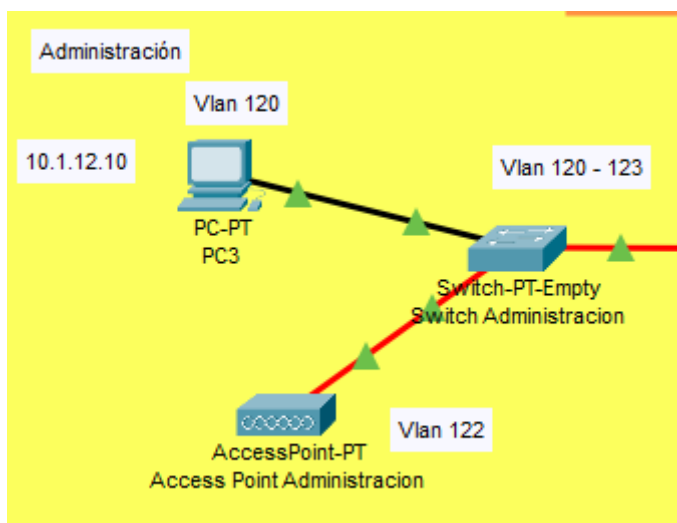 Administración
Vlan 120
10.1.12.10
Vlan 120 - 123
PC-PT
PC3
Switch-PT-Empty
Switch Administracion
Vlan 122
AccessPoint-PT
Access Point Administracion